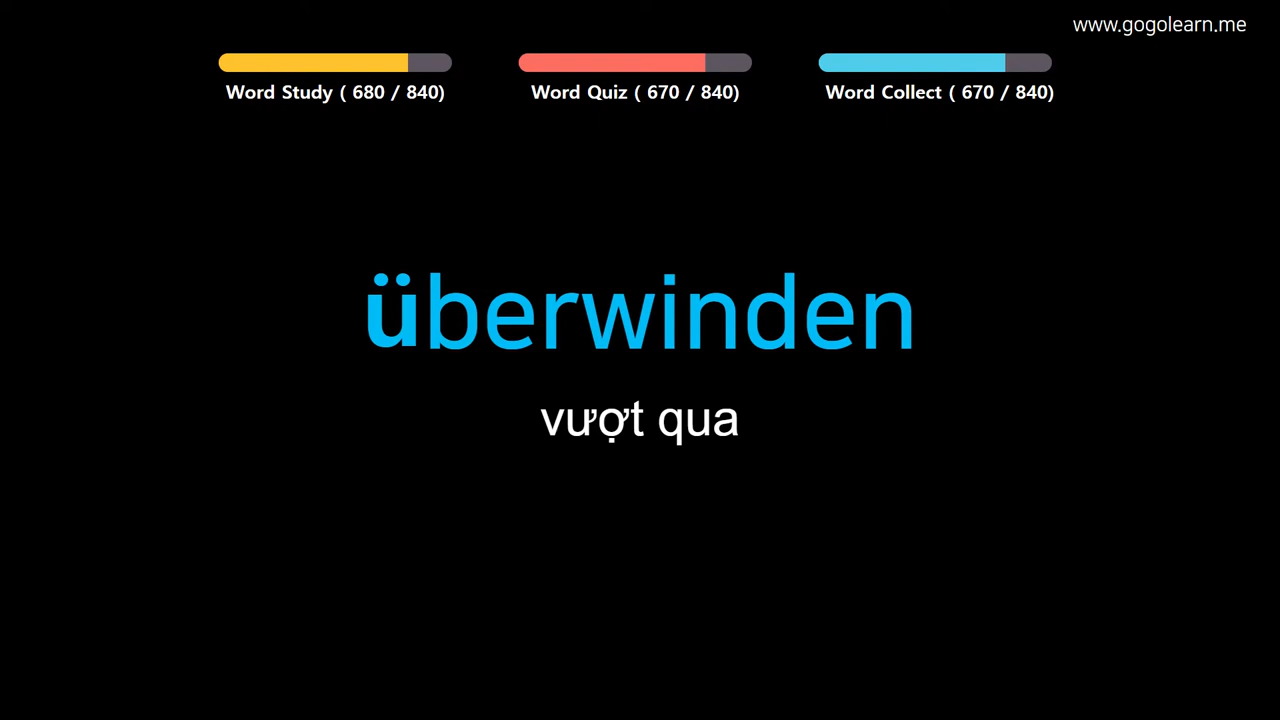 www.gogolearn.me
Word Study ( 680 / 840)
Word Quiz ( 670 / 840)
Word Collect ( 670 / 840)
überwinden
vượt qua